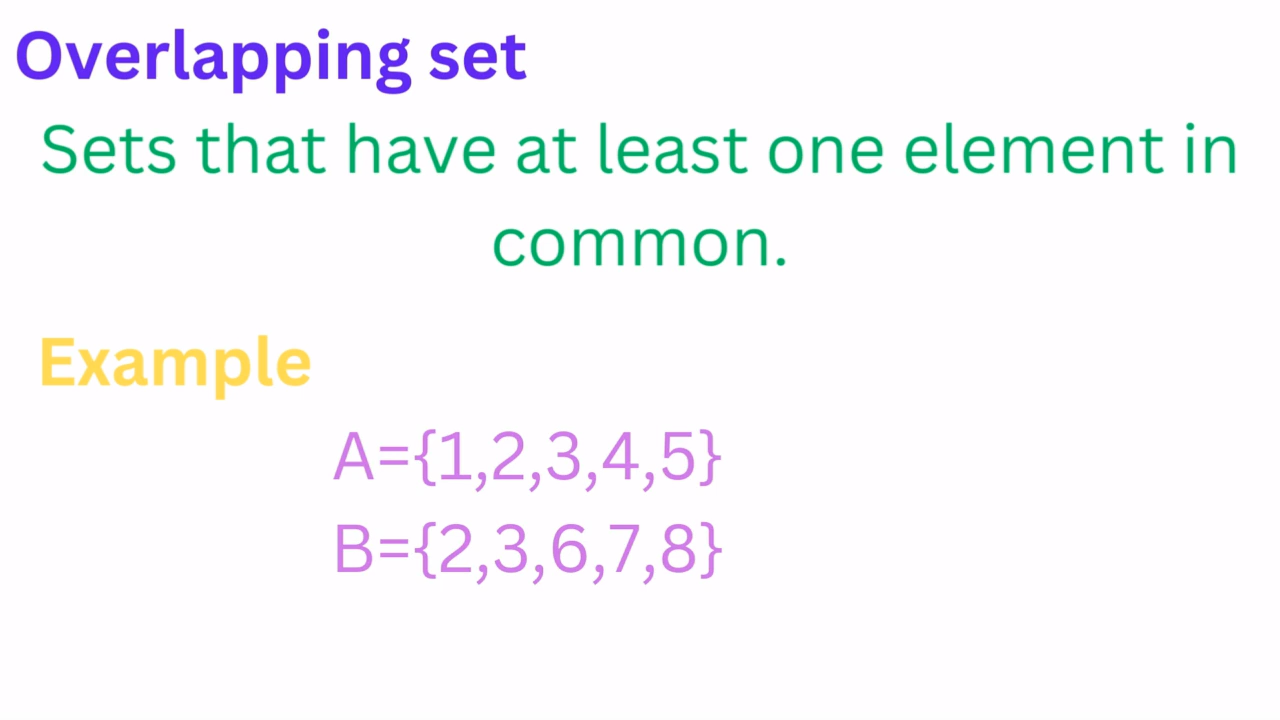 Overlapping set
Sets that have at least one element in
common.
Example
A={1,2,3,4,5}
B={2,3,6,7,8}